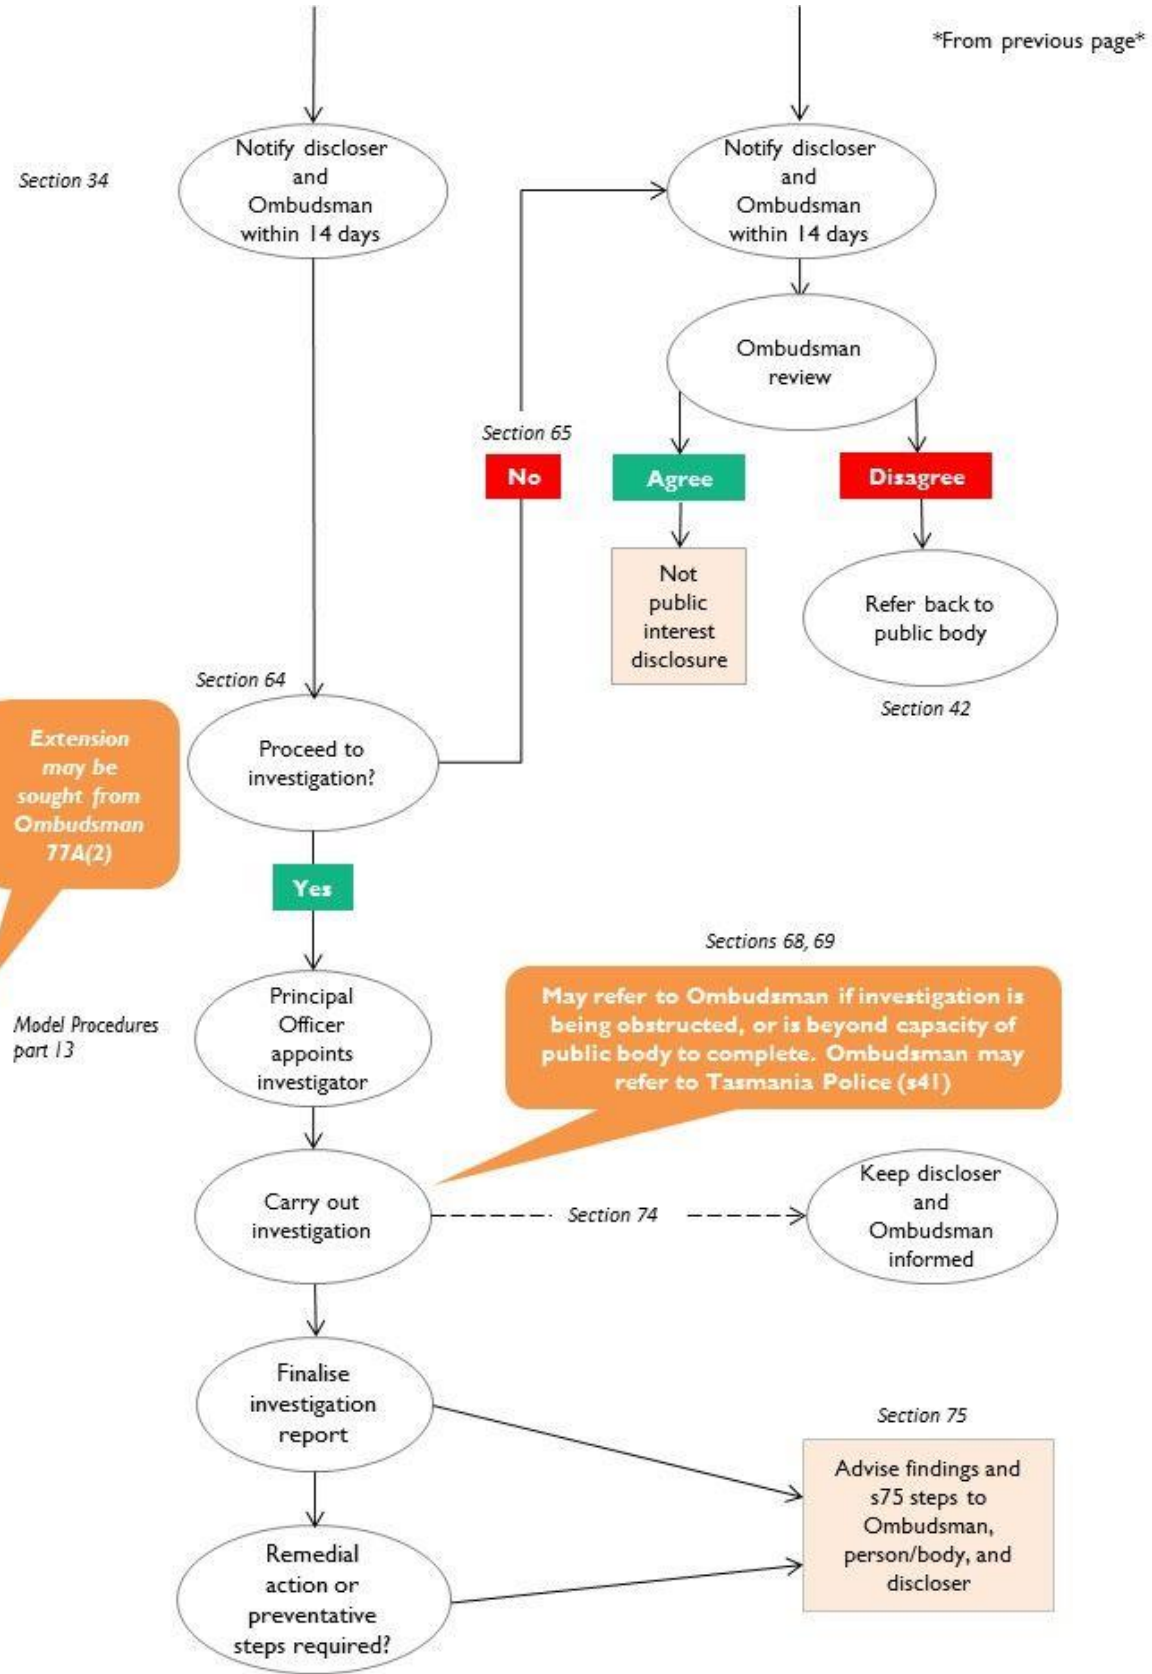 *From previous page*
Section 34
Notify discloser
and
Ombudsman
within 14 days
Notify discloser
and
Ombudsman
within 14 days
Ombudsman
review
Section 65
No
Agree
Disagree
Not
public
interest
disclosure
Refer back to
public body
Section 42
Section 64
Proceed to
investigation?
Extension
may be
sought from
Ombudsman
77A(2)
Yes
Model Procedures
part 13
Principal
Officer
appoints
investigator
Sections 68, 69
May refer to Ombudsman if investigation is
being obstructed, or is beyond capacity of
public body to complete. Ombudsman may
refer to Tasmania Police (s41)
Carry out
investigation
Section 74
Keep discloser
and
Ombudsman
informed
Finalise
investigation
report
Section 75
Advise findings and
s75 steps to
Ombudsman,
person/body, and
discloser
Remedial
action or
preventative
steps required?